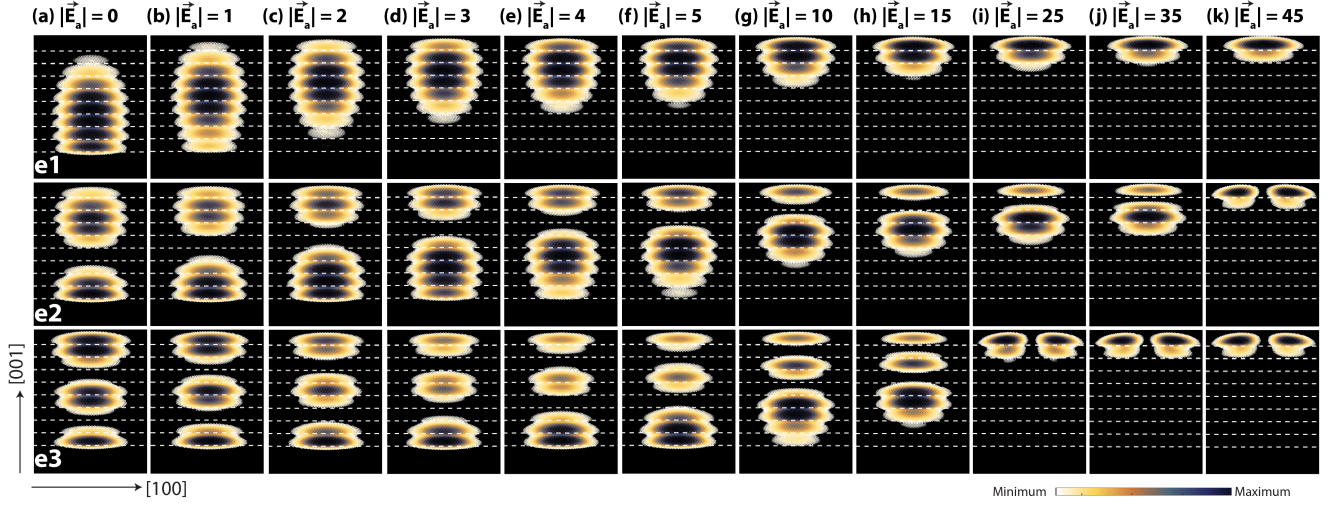 (a) |E⃗ₐ| = 0 (b) |E⃗ₐ| = 1 (c) |E⃗ₐ| = 2 (d) |E⃗ₐ| = 3 (e) |E⃗ₐ| = 4 (f) |E⃗ₐ| = 5 (g) |E⃗ₐ| = 10 (h) |E⃗ₐ| = 15 (i) |E⃗ₐ| = 25 (j) |E⃗ₐ| = 35 (k) |E⃗ₐ| = 45
e1
e2
[001]
e3
[100]
Minimum Maximum